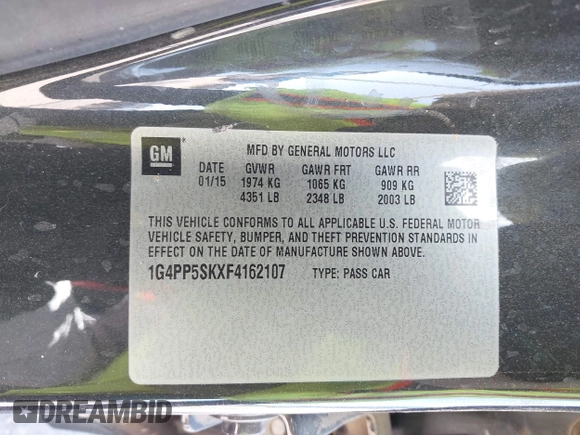 GM
MFD BY GENERAL MOTORS LLC
DATE GVWR GAWR FRT GAWR RR
01/15 1974 KG 1065 KG 909 KG
4351 LB 2348 LB 2003 LB
THIS VEHICLE CONFORMS TO ALL APPLICABLE U.S. FEDERAL MOTOR
VEHICLE SAFETY, BUMPER, AND THEFT PREVENTION STANDARDS IN
EFFECT ON THE DATE OF MANUFACTURE SHOWN ABOVE.
1G4PP5SKXF4162107 TYPE: PASS CAR
DREAMBID